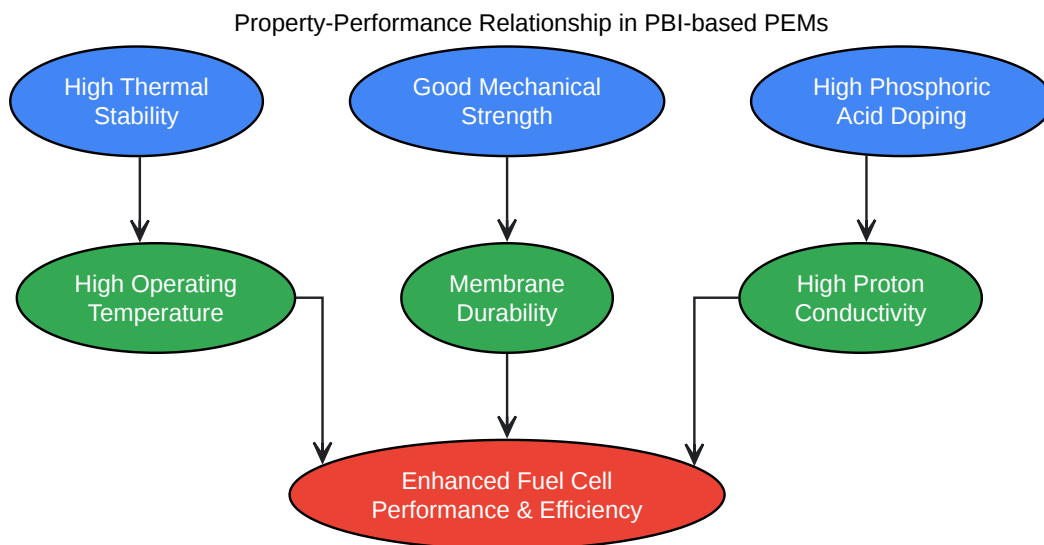 Property-Performance Relationship in PBI-based PEMs
High Thermal
Stability
Good Mechanical
Strength
High Phosphoric
Acid Doping
High Operating
Temperature
Membrane
Durability
High Proton
Conductivity
Enhanced Fuel Cell
Performance & Efficiency